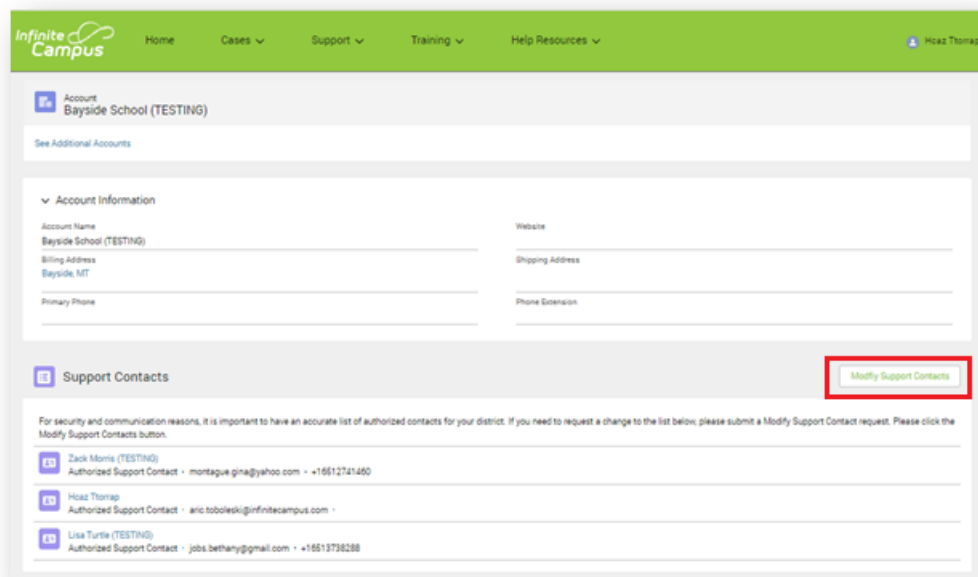 Infinite Campus
Home Cases Support Training Help Resources Hoaz Ttorrap
Account
Bayside School (TESTING)
See Additional Accounts
Account Information
Account Name Website
Bayside School (TESTING)
Billing Address Shipping Address
Bayside, MT
Primary Phone Phone Extension
Support Contacts Modfiy Support Contacts
For security and communication reasons, it is important to have an accurate list of authorized contacts for your district. If you need to request a change to the list below, please submit a Modify Support Contact request. Please click the
Modify Support Contacts button.
Zack Morris (TESTING)
Authorized Support Contact • montague.gina@yahoo.com • +16512741460
Hoaz Ttorrap
Authorized Support Contact • aric.toboleski@infinitecampus.com •
Lisa Turtle (TESTING)
Authorized Support Contact • jobs.bethany@gmail.com • +16513738288